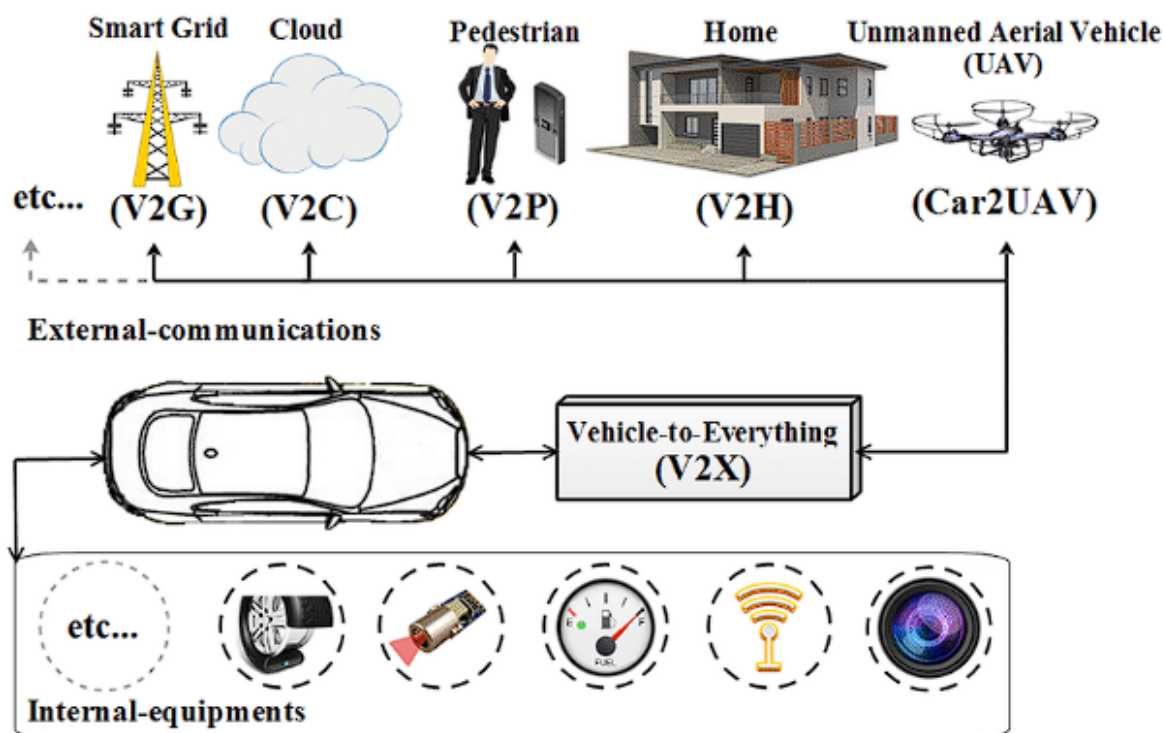 Smart Grid
Cloud
Pedestrian
Home
Unmanned Aerial Vehicle
(UAV)
etc...
(V2G)
(V2C)
(V2P)
(V2H)
(Car2UAV)
External-communications
Vehicle-to-Everything
(V2X)
etc...
E
F
FUEL
Internal-equipments